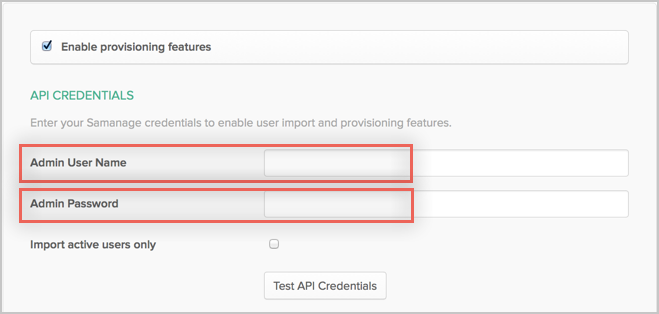 Enable provisioning features
API CREDENTIALS
Enter your Samanage credentials to enable user import and provisioning features.
Admin User Name
Admin Password
Import active users only
Test API Credentials